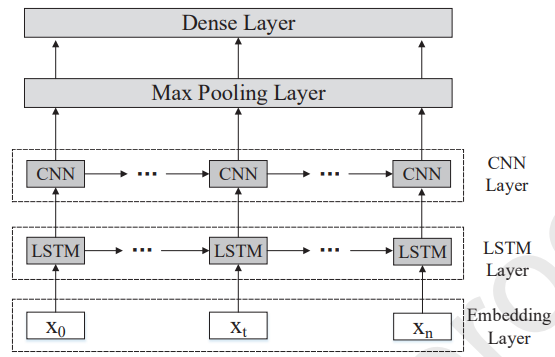 Dense Layer
Max Pooling Layer
CNN ... CNN ... CNN
CNN
Layer
LSTM ... LSTM ... LSTM
LSTM
Layer
x0 xt xn
Embedding
Layer